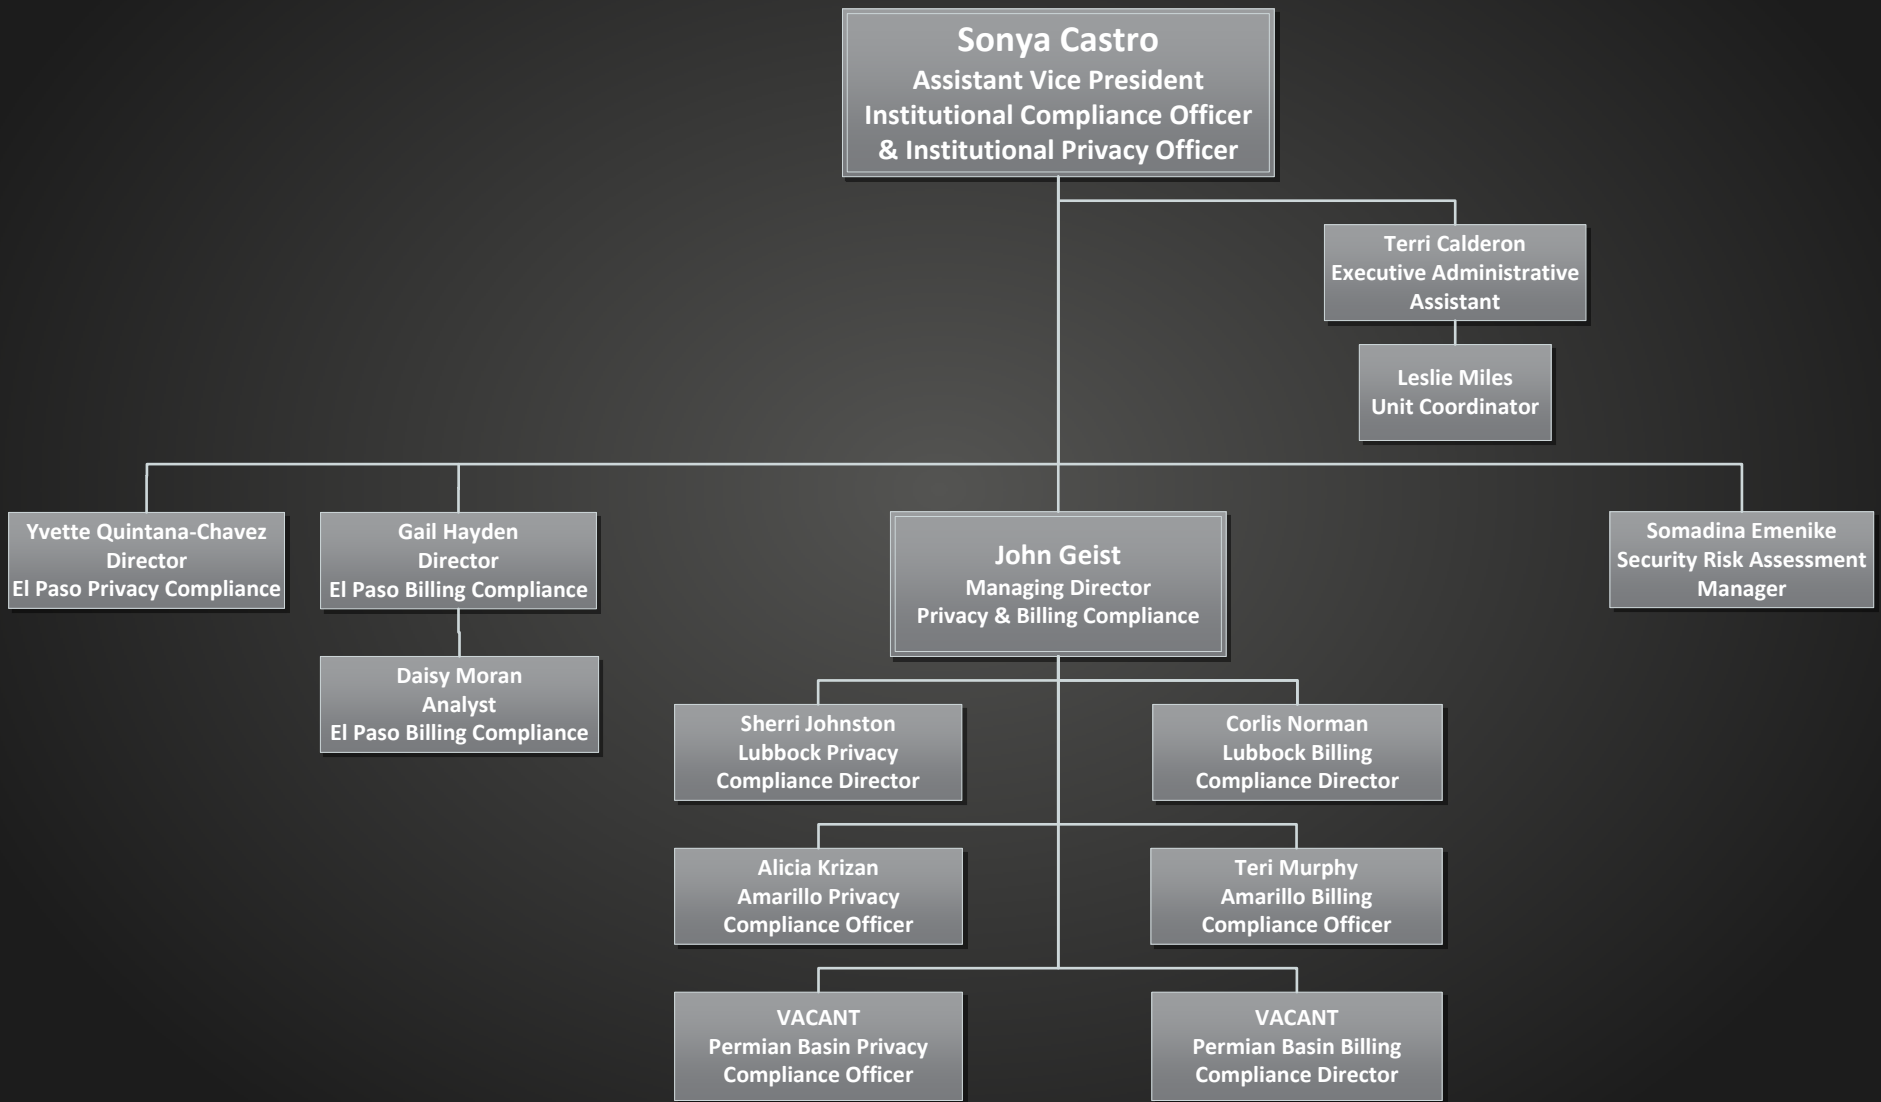 Sonya Castro
Assistant Vice President
Institutional Compliance Officer
& Institutional Privacy Officer
Terri Calderon
Executive Administrative
Assistant
Leslie Miles
Unit Coordinator
Yvette Quintana-Chavez
Director
El Paso Privacy Compliance
Gail Hayden
Director
El Paso Billing Compliance
John Geist
Managing Director
Privacy & Billing Compliance
Somadina Emenike
Security Risk Assessment
Manager
Daisy Moran
Analyst
El Paso Billing Compliance
Sherri Johnston
Lubbock Privacy
Compliance Director
Corlis Norman
Lubbock Billing
Compliance Director
Alicia Krizan
Amarillo Privacy
Compliance Officer
Teri Murphy
Amarillo Billing
Compliance Officer
VACANT
Permian Basin Privacy
Compliance Officer
VACANT
Permian Basin Billing
Compliance Director